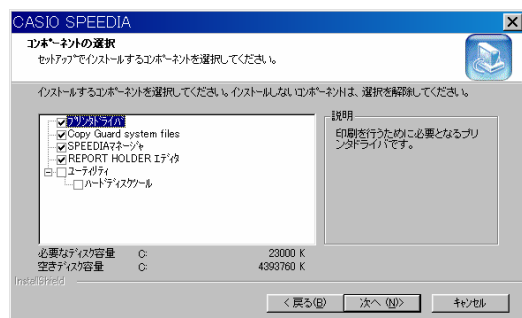 CASIO SPEEDIA
ｺﾝﾎﾟｰﾈﾝﾄの選択
ｾｯﾄｱｯﾌﾟでｲﾝｽﾄｰﾙするｺﾝﾎﾟｰﾈﾝﾄを選択してください。
ｲﾝｽﾄｰﾙするｺﾝﾎﾟｰﾈﾝﾄを選択してください。ｲﾝｽﾄｰﾙしないｺﾝﾎﾟｰﾈﾝﾄは、選択を解除してください。
ﾌﾟﾘﾝﾀﾄﾞﾗｲﾊﾞ
Copy Guard system files
SPEEDIAﾏﾈｰｼﾞｬ
REPORT HOLDER ｴﾃﾞｨﾀ
ﾕｰﾃｨﾘﾃｨ
ﾊｰﾄﾞﾃﾞｨｽｸﾂｰﾙ
説明
印刷を行うために必要となるプリ
ンタドライバです。
必要なﾃﾞｨｽｸ容量 C: 23000 K
空きﾃﾞｨｽｸ容量 C: 4393760 K
InstallShield
< 戻る(B) 次へ (N)> ｷｬﾝｾﾙ